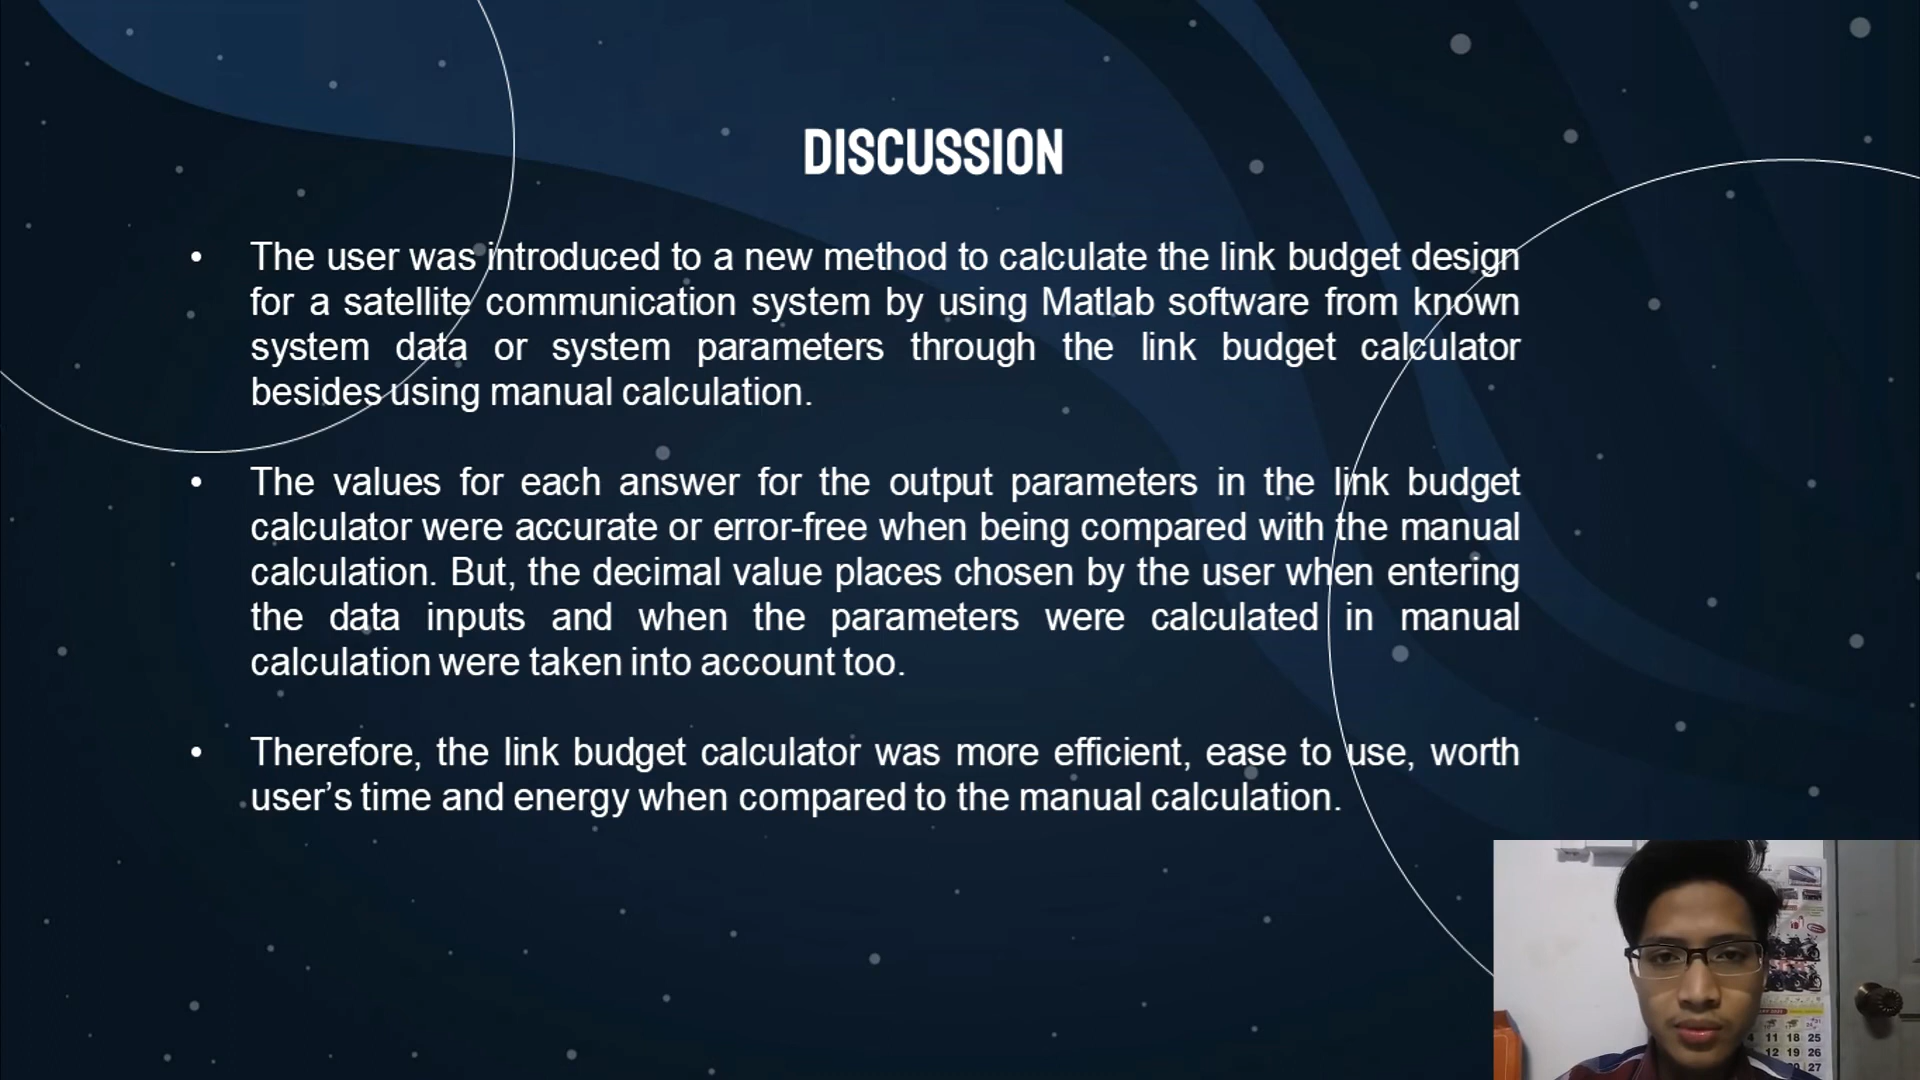 DISCUSSION
• The user was introduced to a new method to calculate the link budget design
for a satellite communication system by using Matlab software from known
system data or system parameters through the link budget calculator
besides using manual calculation.
• The values for each answer for the output parameters in the link budget
calculator were accurate or error-free when being compared with the manual
calculation. But, the decimal value places chosen by the user when entering
the data inputs and when the parameters were calculated in manual
calculation were taken into account too.
• Therefore, the link budget calculator was more efficient, ease to use, worth
user’s time and energy when compared to the manual calculation.
4 11 18 25
12 19 26
27